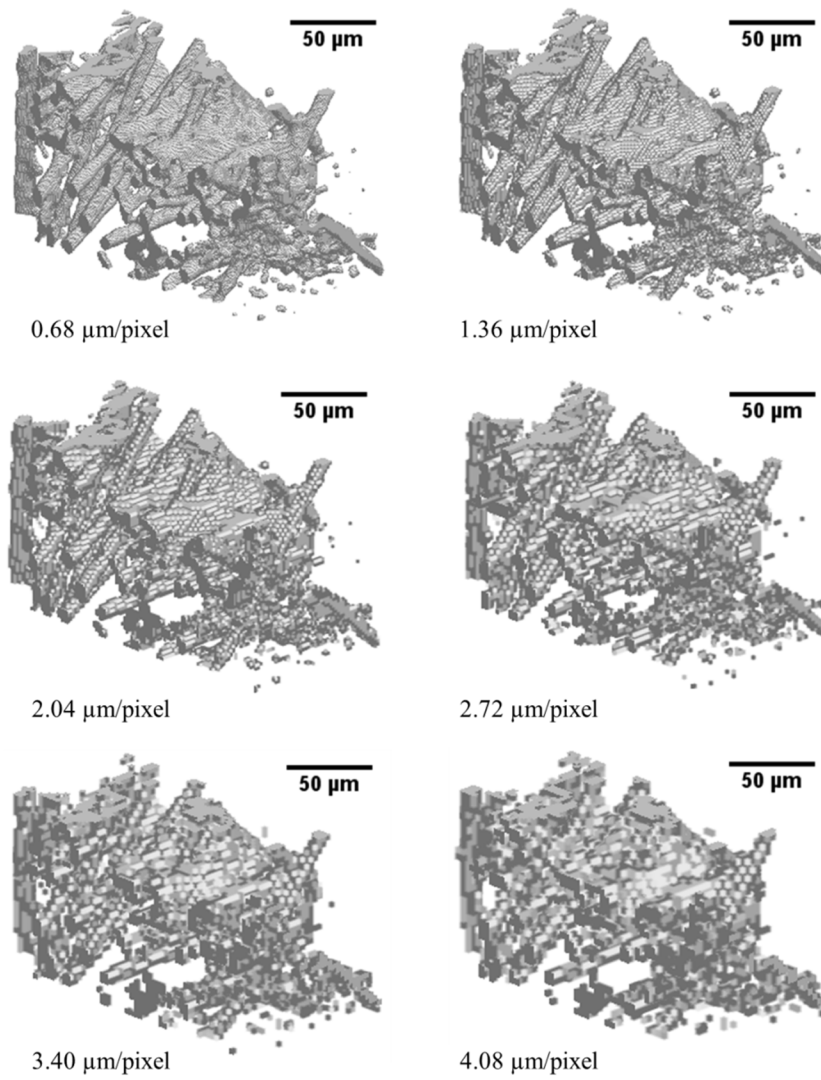 50 µm
50 µm
0.68 µm/pixel
1.36 µm/pixel
50 µm
50 µm
2.04 µm/pixel
2.72 µm/pixel
50 µm
50 µm
3.40 µm/pixel
4.08 µm/pixel